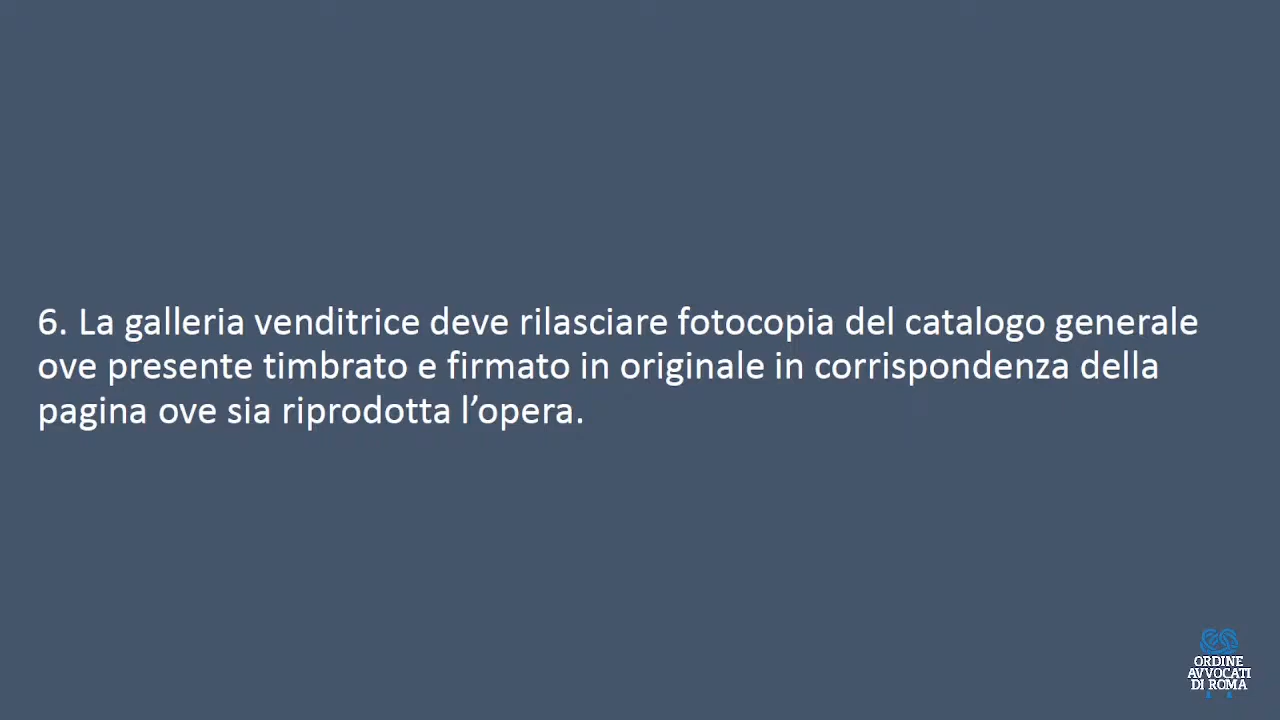 6. La galleria venditrice deve rilasciare fotocopia del catalogo generale
ove presente timbrato e firmato in originale in corrispondenza della
pagina ove sia riprodotta l’opera.
ORDINE
AVVOCATI
DI ROMA